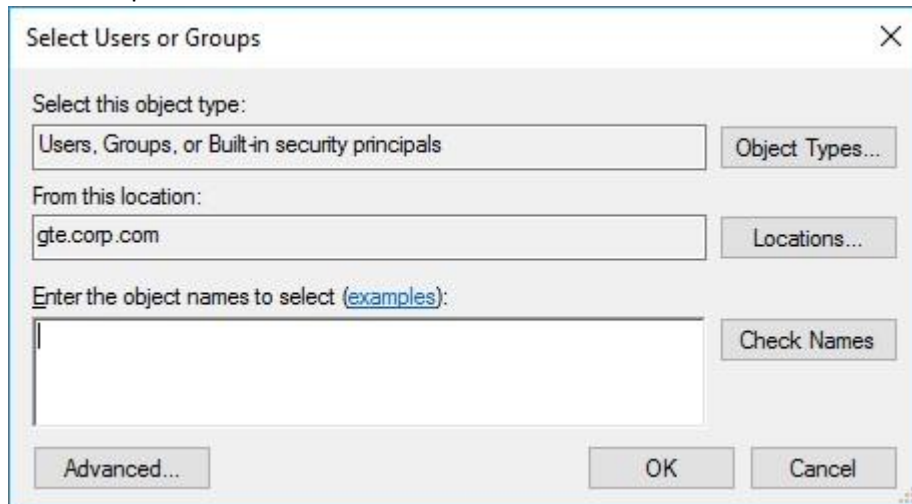 Select Users or Groups
Select this object type:
Users, Groups, or Built-in security principals
Object Types...
From this location:
gte.corp.com
Locations...
Enter the object names to select (examples):
Check Names
Advanced...
OK
Cancel